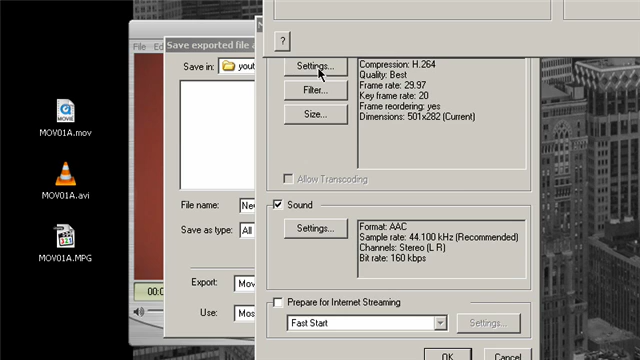 ?
File Ed
Save exported file a
Save in: yout
Settings...
Filter...
Size...
Compression: H.264
Quality: Best
Frame rate: 29.97
Key frame rate: 20
Frame reordering: yes
Dimensions: 501x282 (Current)
Allow Transcoding
MOV01A.mov
MOV01A.avi
321
MOV01A.MPG
File name: Ne
Save as type: All
Sound
Settings...
Format: AAC
Sample rate: 44.100 kHz (Recommended)
Channels: Stereo (L R)
Bit rate: 160 kbps
00:0
Export: Mov
Use: Mos
Prepare for Internet Streaming
Fast Start
Settings...
OK
Cancel